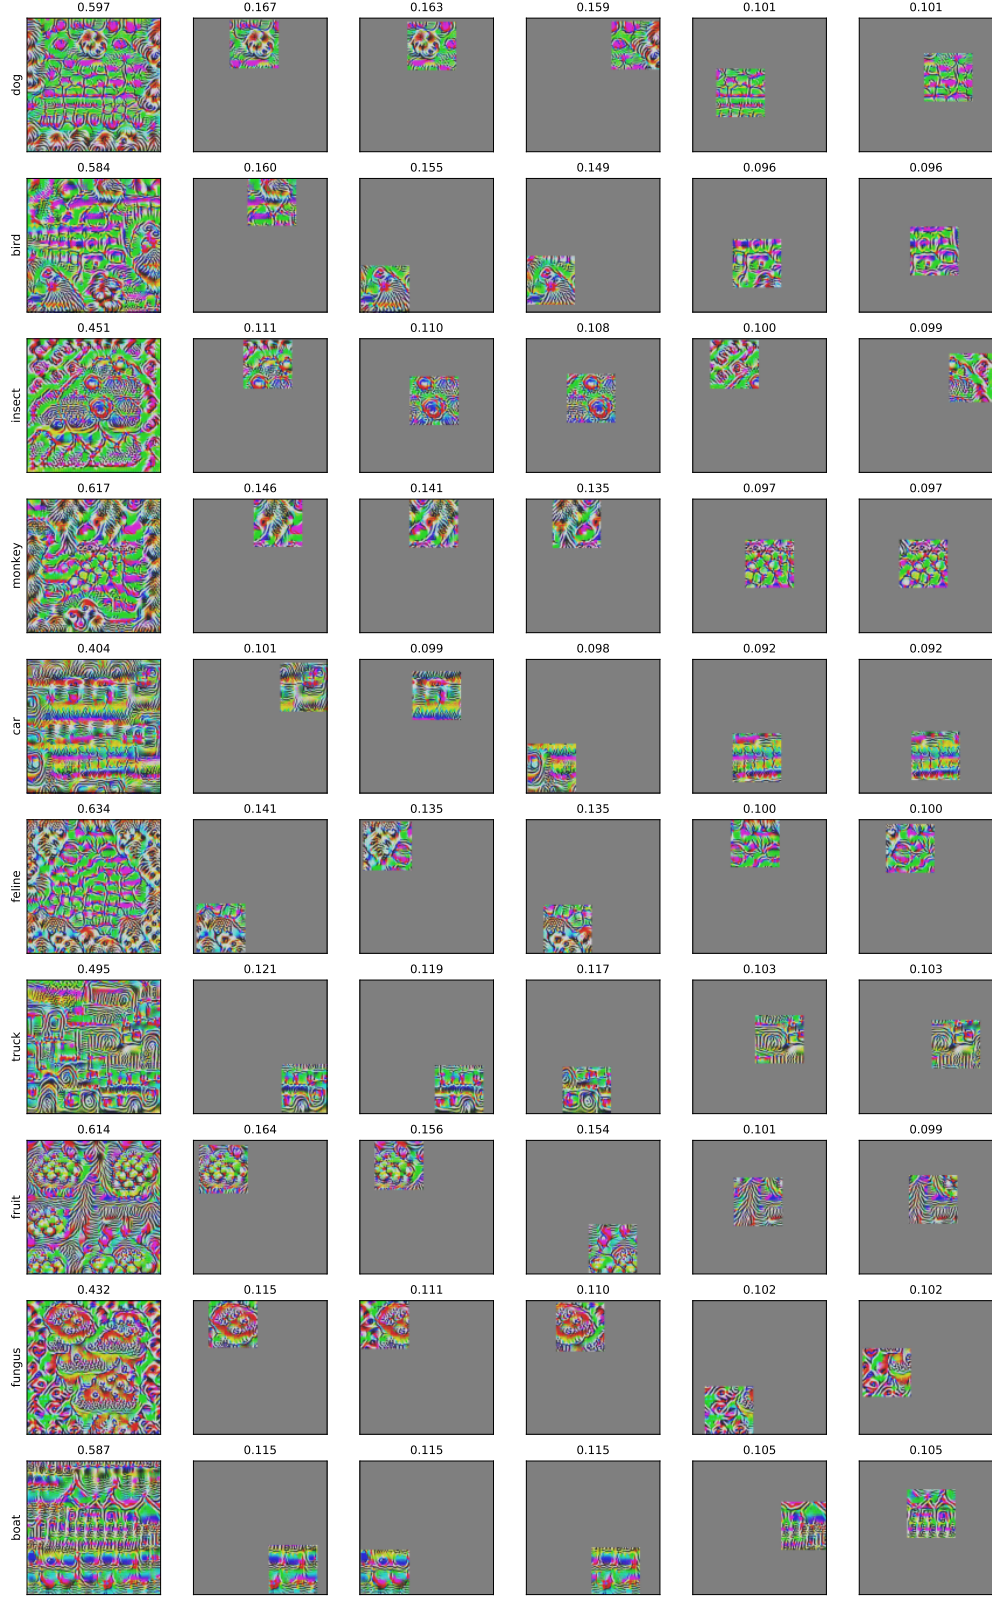 0.597 0.167 0.163 0.159 0.101 0.101
dog
0.584 0.160 0.155 0.149 0.096 0.096
bird
0.451 0.111 0.110 0.108 0.100 0.099
insect
0.617 0.146 0.141 0.135 0.097 0.097
monkey
0.404 0.101 0.099 0.098 0.092 0.092
car
0.634 0.141 0.135 0.135 0.100 0.100
feline
0.495 0.121 0.119 0.117 0.103 0.103
truck
0.614 0.164 0.156 0.154 0.101 0.099
fruit
0.432 0.115 0.111 0.110 0.102 0.102
fungus
0.587 0.115 0.115 0.115 0.105 0.105
boat